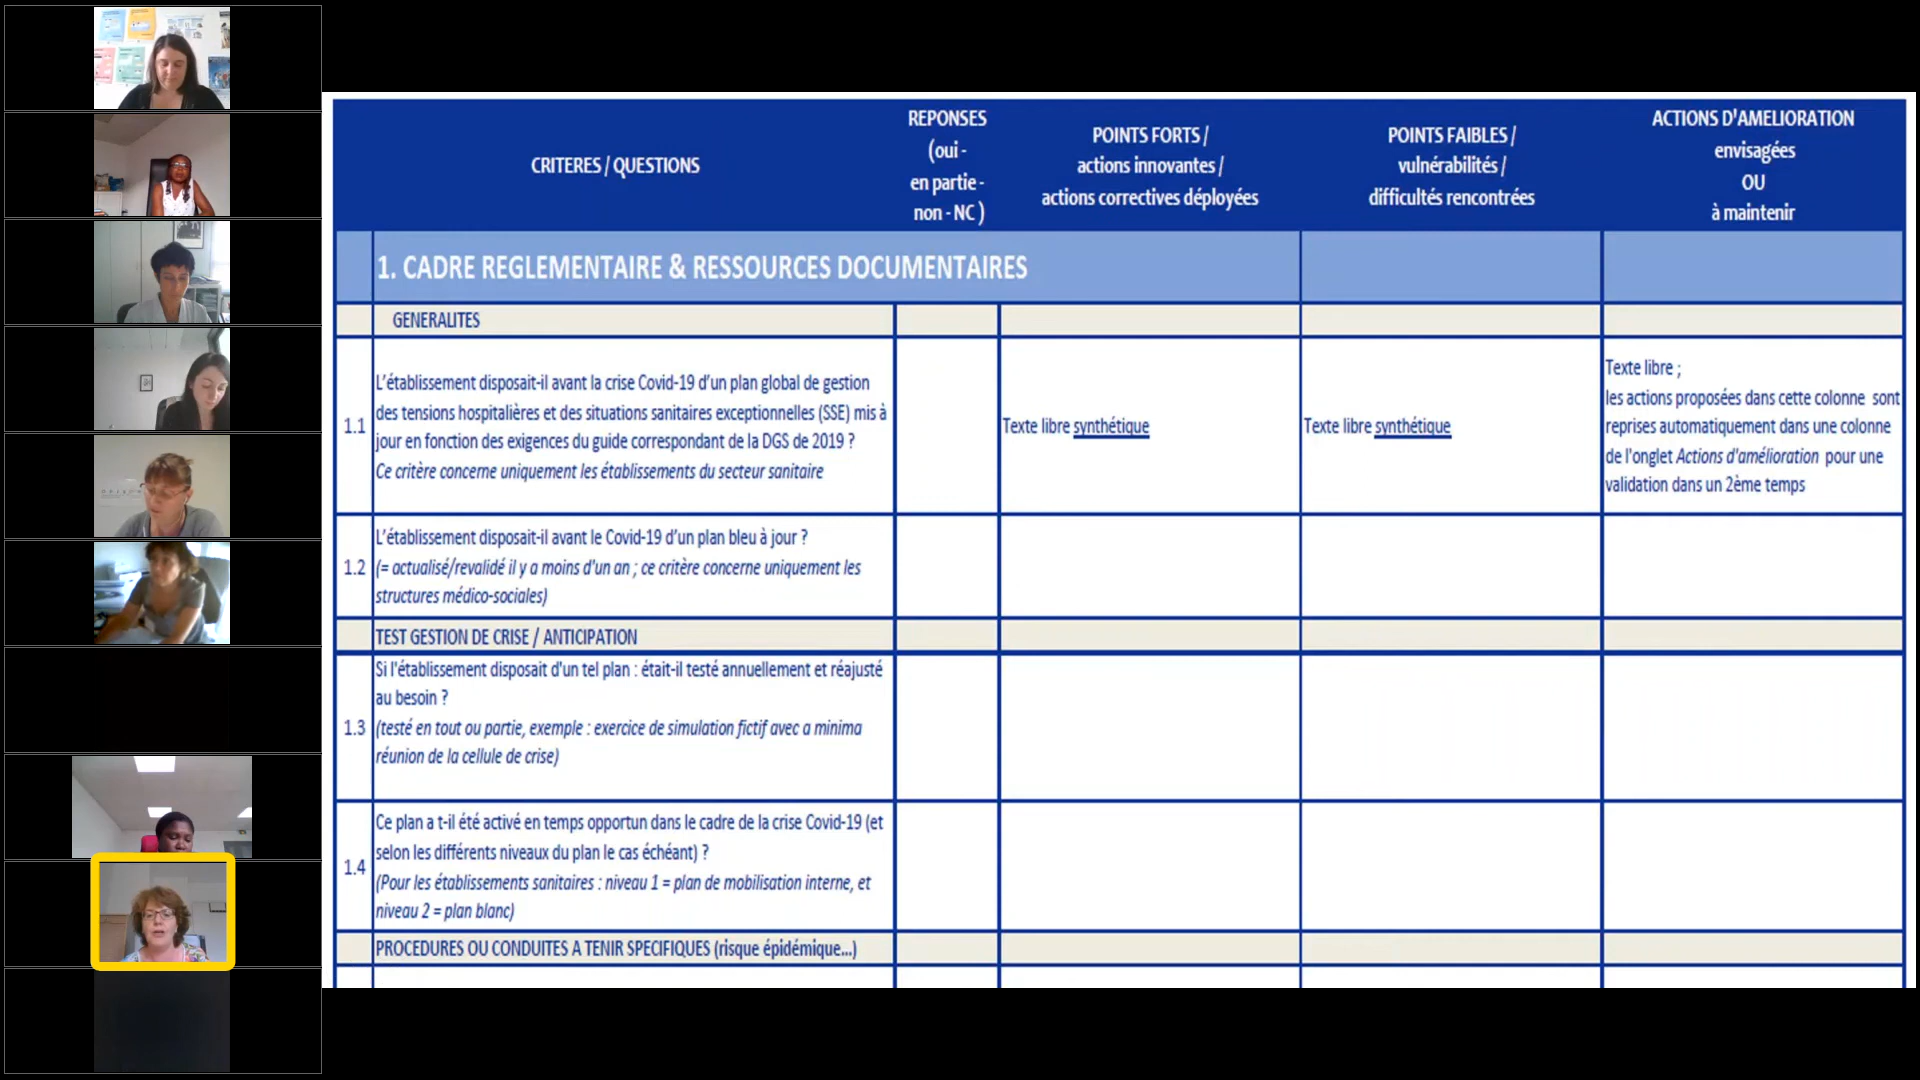 CRITERES / QUESTIONS
REPONSES
(oui -
en partie -
non - NC )
POINTS FORTS /
actions innovantes /
actions correctives déployées
POINTS FAIBLES /
vulnérabilités /
difficultés rencontrées
ACTIONS D'AMELIORATION
envisagées
OU
à maintenir
1. CADRE REGLEMENTAIRE & RESSOURCES DOCUMENTAIRES
GENERALITES
1.1
L'établissement disposait-il avant la crise Covid-19 d'un plan global de gestion
des tensions hospitalières et des situations sanitaires exceptionnelles (SSE) mis à
jour en fonction des exigences du guide correspondant de la DGS de 2019 ?
Ce critère concerne uniquement les établissements du secteur sanitaire
Texte libre synthétique
Texte libre synthétique
Texte libre ;
les actions proposées dans cette colonne sont
reprises automatiquement dans une colonne
de l'onglet Actions d'amélioration pour une
validation dans un 2ème temps
1.2
L'établissement disposait-il avant le Covid-19 d'un plan bleu à jour ?
(= actualisé/revalidé il y a moins d'un an ; ce critère concerne uniquement les
structures médico-sociales)
TEST GESTION DE CRISE / ANTICIPATION
1.3
Si l'établissement disposait d'un tel plan : était-il testé annuellement et réajusté
au besoin ?
(testé en tout ou partie, exemple : exercice de simulation fictif avec a minima
réunion de la cellule de crise)
1.4
Ce plan a t-il été activé en temps opportun dans le cadre de la crise Covid-19 (et
selon les différents niveaux du plan le cas échéant) ?
(Pour les établissements sanitaires : niveau 1 = plan de mobilisation interne, et
niveau 2 = plan blanc)
PROCEDURES OU CONDUITES A TENIR SPECIFIQUES (risque épidémique...)